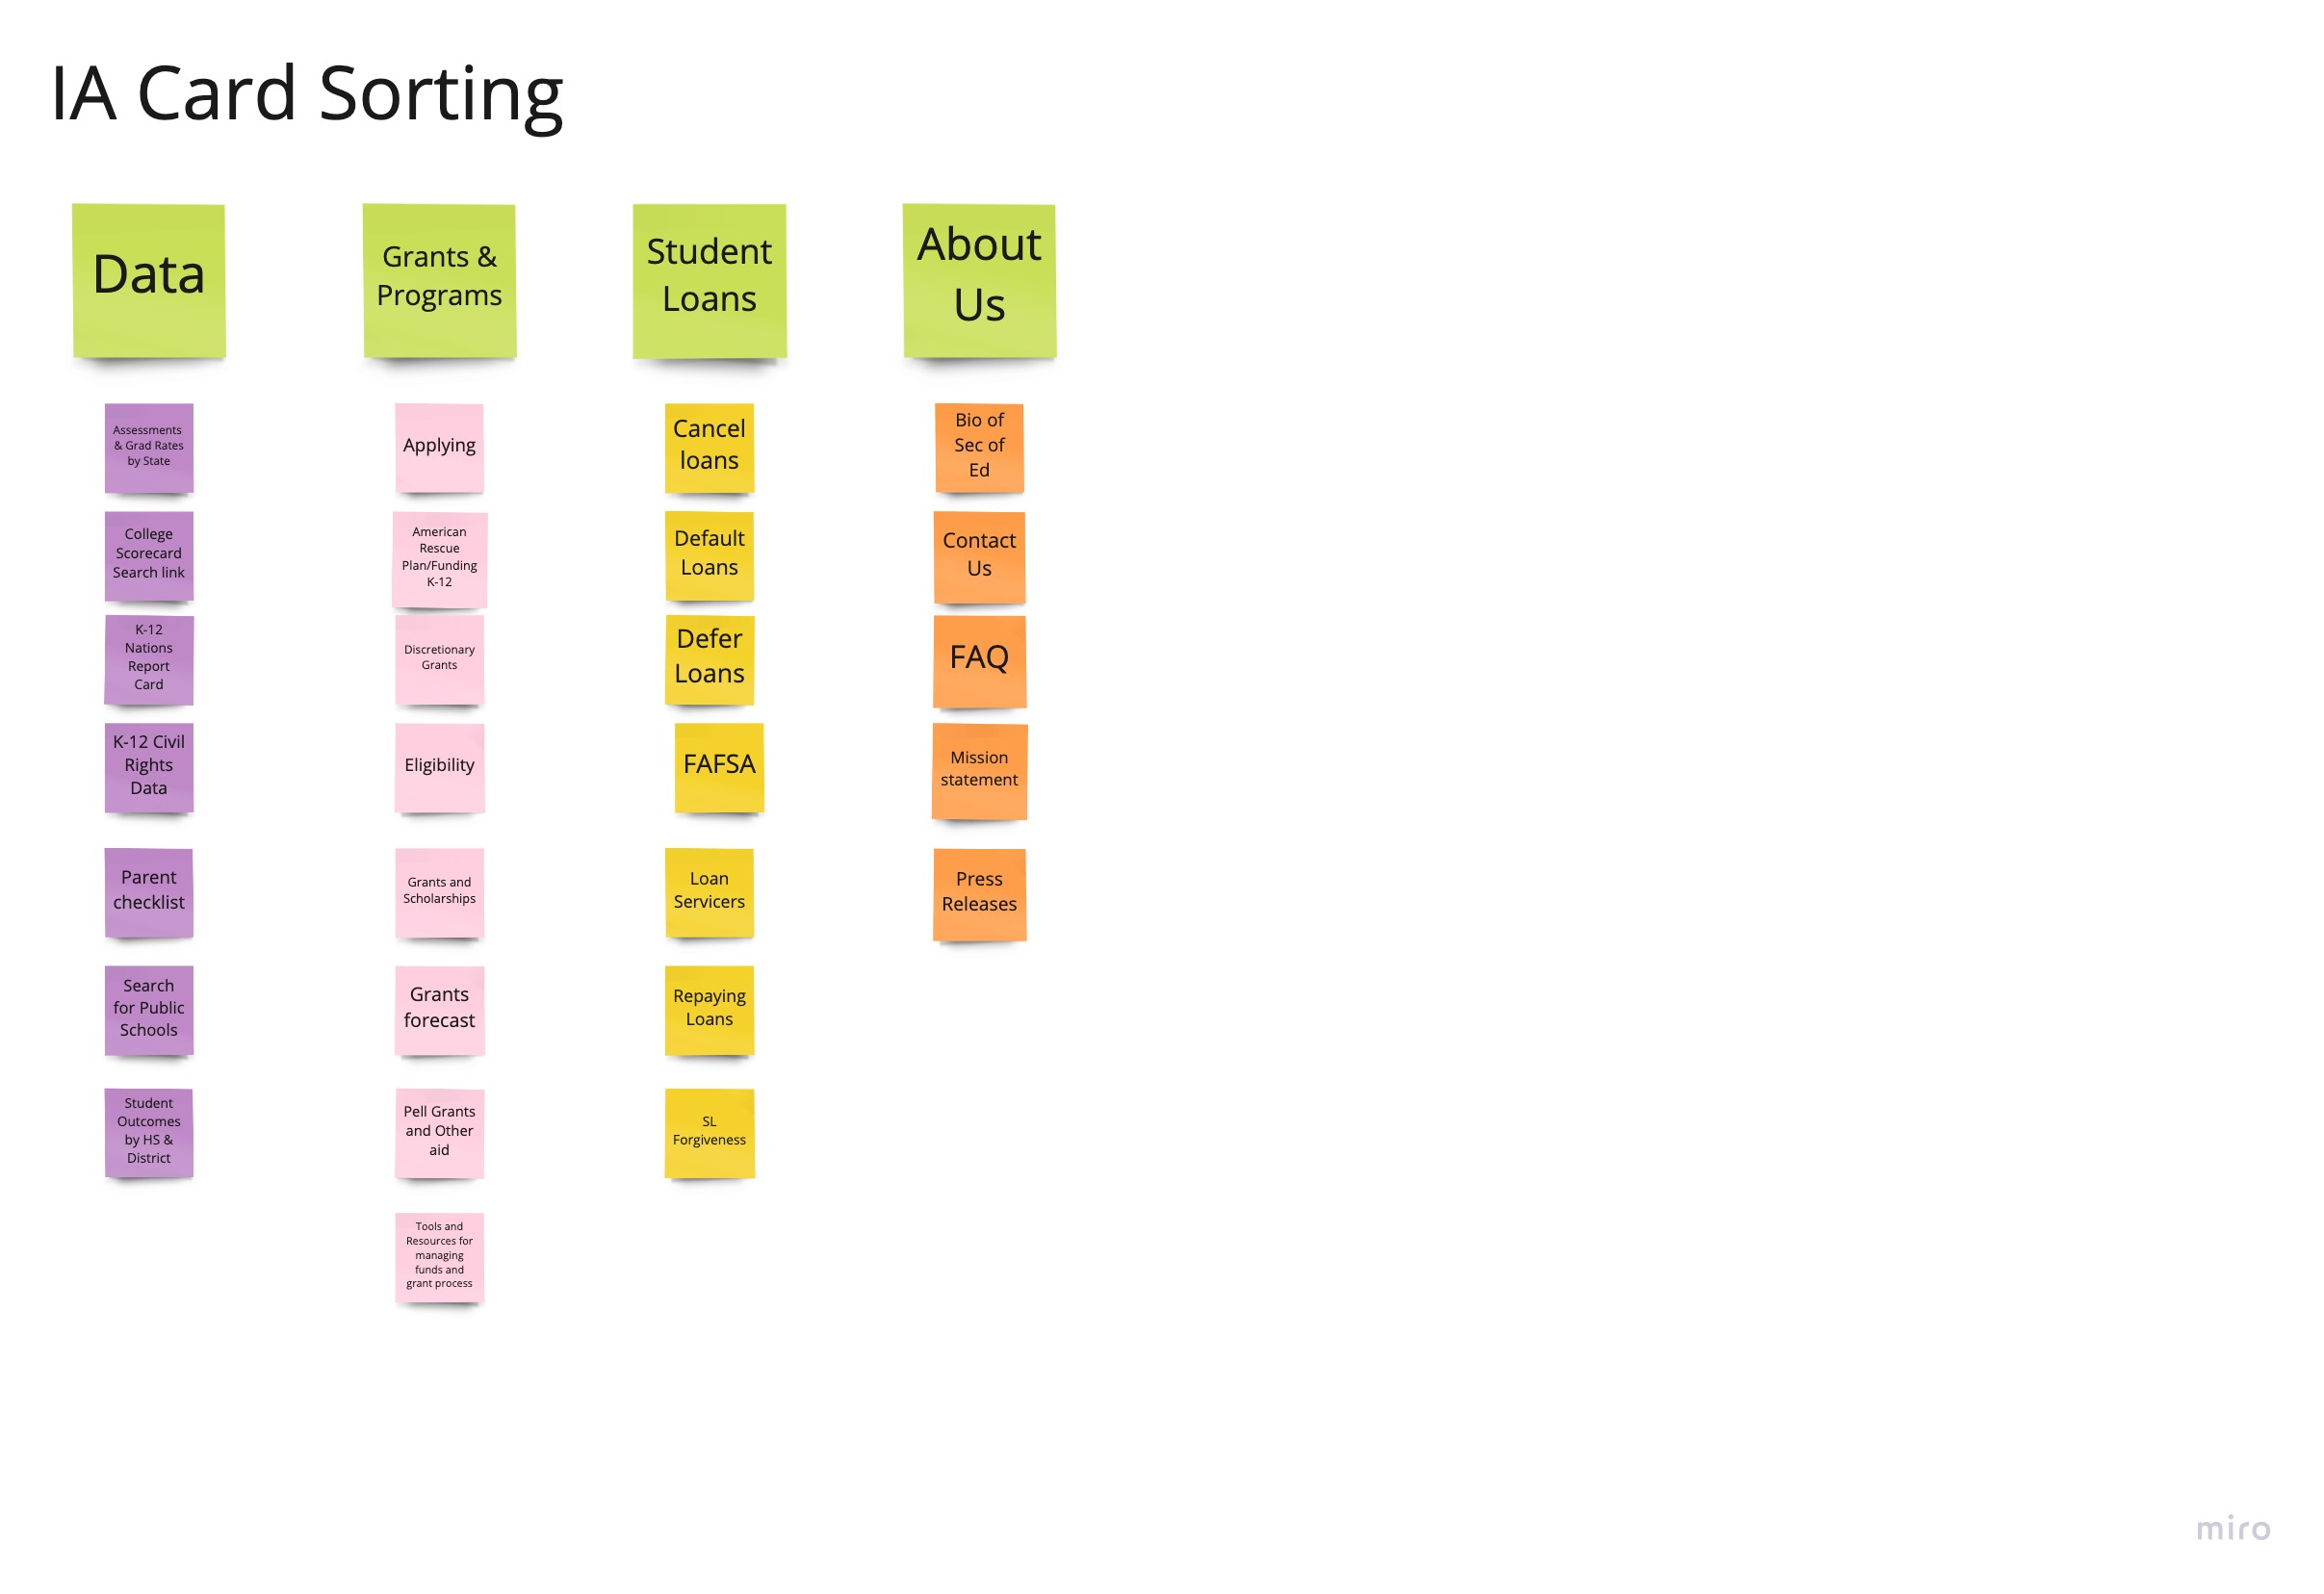 IA Card Sorting
Data
Grants &
Programs
Student
Loans
About
Us
Assessments
& Grad Rates
by State
College
Scorecard
Search link
K-12
Nations
Report
Card
K-12 Civil
Rights
Data
Parent
checklist
Search
for Public
Schools
Student
Outcomes
by HS &
District
Applying
American
Rescue
Plan/Funding
K-12
Discretionary
Grants
Eligibility
Grants and
Scholarships
Grants
forecast
Pell Grants
and Other
aid
Tools and
Resources for
managing
funds and
grant process
Cancel
loans
Default
Loans
Defer
Loans
FAFSA
Loan
Servicers
Repaying
Loans
SL
Forgiveness
Bio of
Sec of
Ed
Contact
Us
FAQ
Mission
statement
Press
Releases
miro